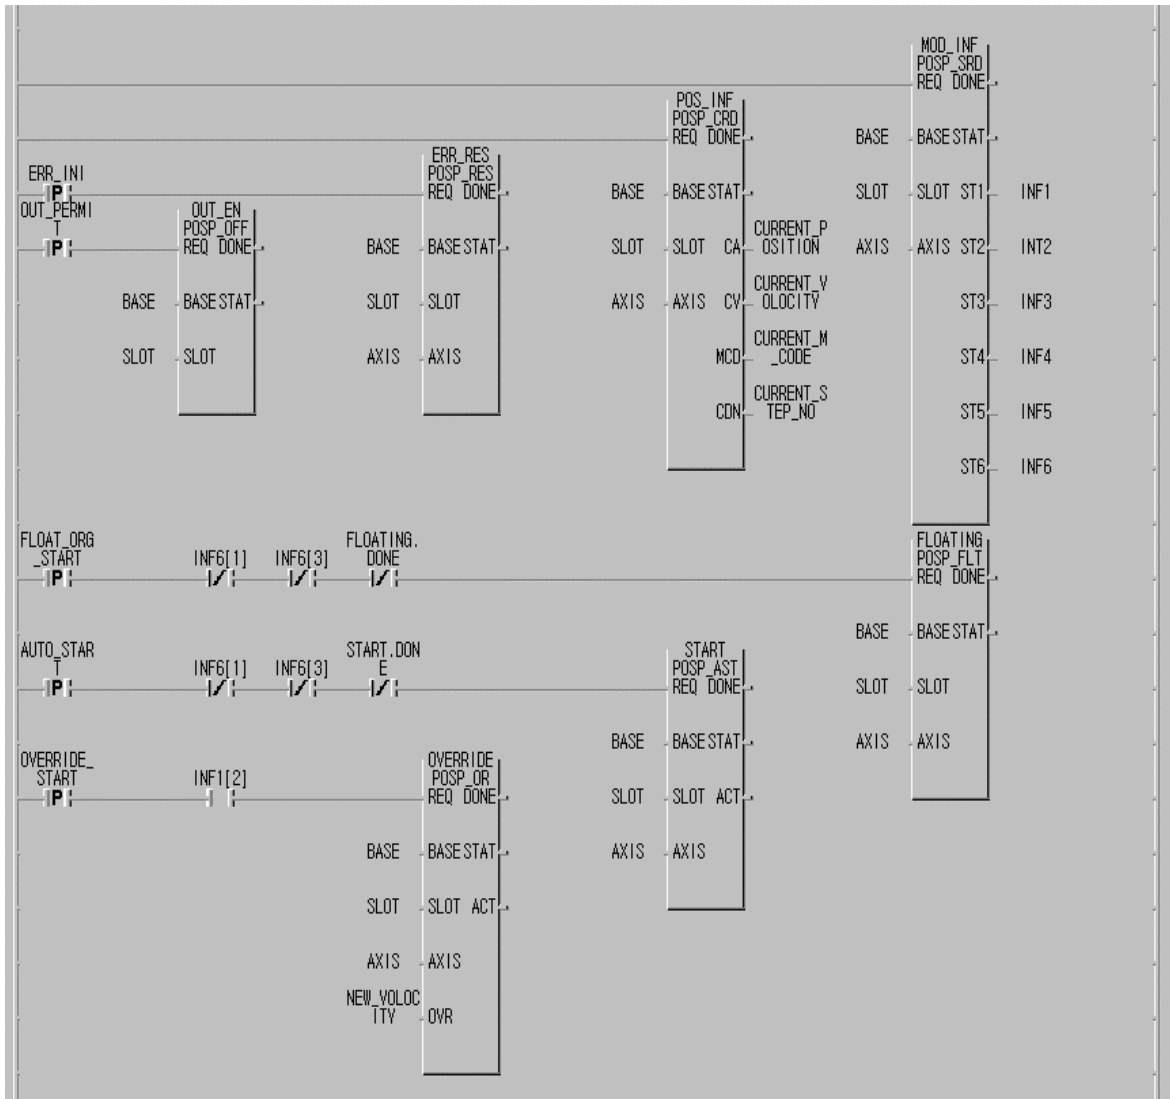 MOD_INF
POSP_SRD
REQ DONE
POS_INF
POSP_CRD
REQ DONE
BASE BASE STAT
ERR_RES
POSP_RES
REQ DONE
ERR_INI
P
BASE BASE STAT
SLOT SLOT ST1 INF1
OUT_PERMI
T
P
OUT_EN
POSP_OFF
REQ DONE
BASE BASE STAT
SLOT SLOT CA CURRENT_P
OSITION
AXIS AXIS ST2 INT2
BASE BASE STAT
SLOT SLOT
AXIS AXIS CV CURRENT_V
OLOCITY
ST3 INF3
SLOT SLOT
AXIS AXIS
MCD CURRENT_M
_CODE
ST4 INF4
CDN CURRENT_S
TEP_NO
ST5 INF5
ST6 INF6
FLOAT_ORG
_START
P
INF6[1]
INF6[3]
FLOATING.
DONE
FLOATING
POSP_FLT
REQ DONE
BASE BASE STAT
AUTO_STAR
T
P
INF6[1]
INF6[3]
START.DON
E
START
POSP_AST
REQ DONE
SLOT SLOT
BASE BASE STAT
AXIS AXIS
OVERRIDE_
START
P
INF1[2]
OVERRIDE
POSP_OR
REQ DONE
SLOT SLOT ACT
BASE BASE STAT
AXIS AXIS
SLOT SLOT ACT
AXIS AXIS
NEW_VOLOC
ITY
OVR